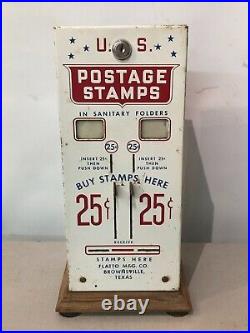 U. S.
POSTAGE
STAMPS
IN SANITARY FOLDERS
25¢ 25¢
INSERT 25¢ INSERT 25¢
THEN THEN
PUSH DOWN PUSH DOWN
BUY STAMPS HERE
25¢ 25¢
RECEIVE
STAMPS HERE
FLATTO MFG. CO.
BROWNSVILLE,
TEXAS